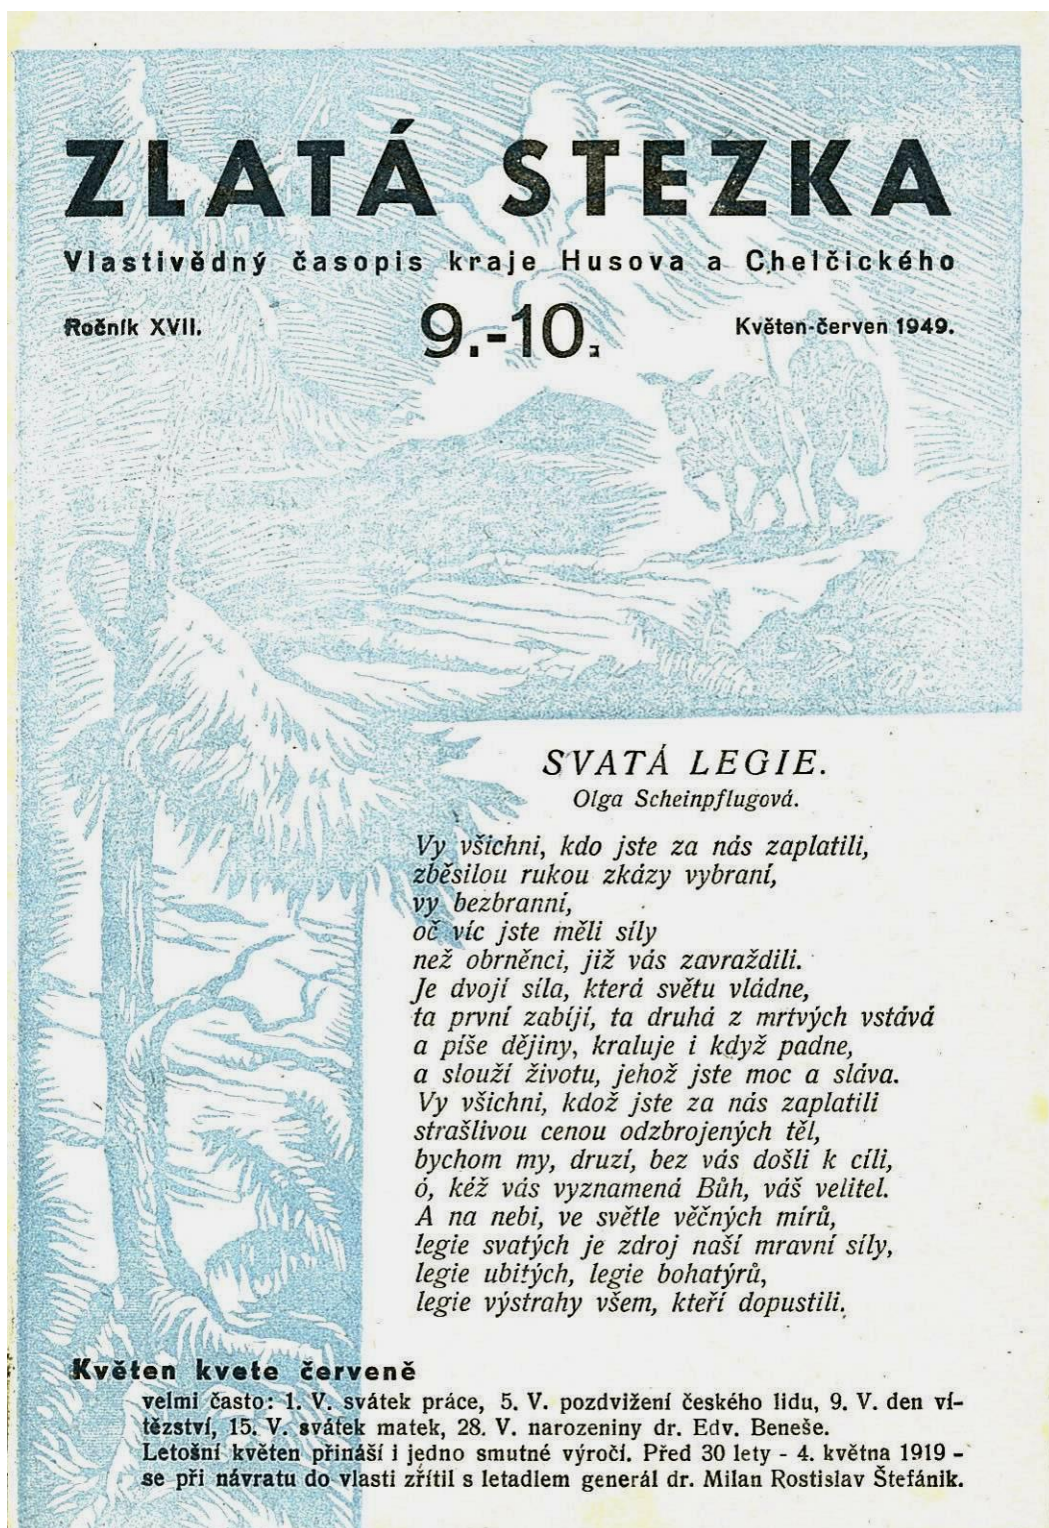 ZLATÁ STEZKA
Vlastivědný časopis kraje Husova a Chelčického
Ročník XVII. 9.-10. Květen-červen 1949.
SVATÁ LEGIE.
Olga Scheinpflugová.
Vy všichni, kdo jste za nás zaplatili,
zběsilou rukou zkázy vybraní,
vy bezbranní,
oč víc jste měli síly
než obrněnci, již vás zavraždili.
Je dvojí síla, která světu vládne,
ta první zabíjí, ta druhá z mrtvých vstává
a píše dějiny, kraluje i když padne,
a slouží životu, jehož jste moc a sláva.
Vy všichni, kdož jste za nás zaplatili
strašlivou cenou odzbrojených těl,
bychom my, druzí, bez vás došli k cíli,
ó, kéž vás vyznamená Bůh, váš velitel.
A na nebi, ve světle věčných mírů,
legie svatých je zdroj naší mravní síly,
legie ubitých, legie bohatýrů,
legie výstrahy všem, kteří dopustili.
Květen kvete červeně
velmi často: 1. V. svátek práce, 5. V. pozdvižení českého lidu, 9. V. den ví-
tězství, 15. V. svátek matek, 28. V. narozeniny dr. Edv. Beneše.
Letošní květen přináší i jedno smutné výročí. Před 30 lety - 4. května 1919 -
se při návratu do vlasti zřítil s letadlem generál dr. Milan Rostislav Štefánik.